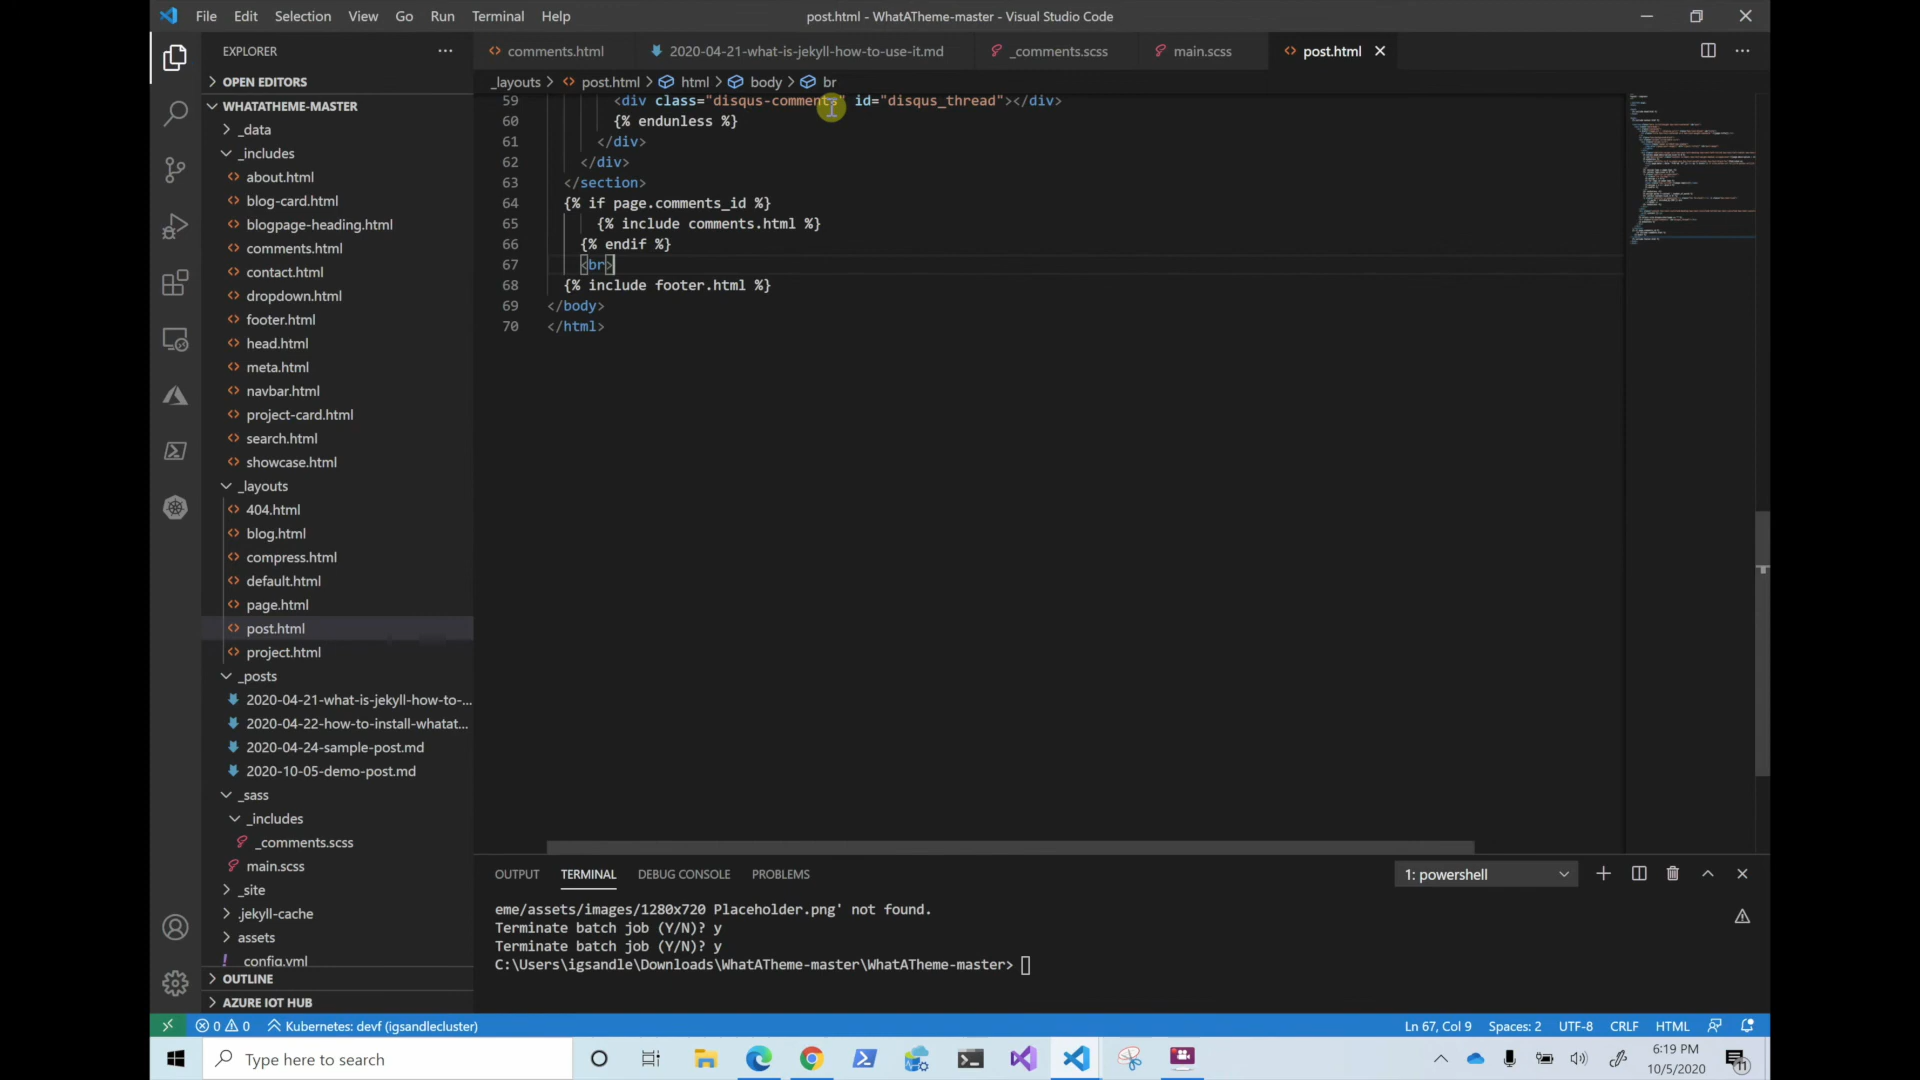 File Edit Selection View Go Run Terminal Help
post.html - WhatATheme-master - Visual Studio Code
EXPLORER
comments.html
2020-04-21-what-is-jekyll-how-to-use-it.md
_comments.scss
main.scss
post.html
OPEN EDITORS
_layouts > post.html > html > body > br
WHATATHEME-MASTER
_data
_includes
about.html
blog-card.html
blogpage-heading.html
comments.html
contact.html
dropdown.html
footer.html
head.html
meta.html
navbar.html
project-card.html
search.html
showcase.html
_layouts
404.html
blog.html
compress.html
default.html
page.html
post.html
project.html
_posts
2020-04-21-what-is-jekyll-how-to-...
2020-04-22-how-to-install-whatat...
2020-04-24-sample-post.md
2020-10-05-demo-post.md
_sass
_includes
_comments.scss
main.scss
_site
.jekyll-cache
assets
_config.yml
OUTLINE
AZURE IOT HUB
59 <div class="disqus-comments" id="disqus_thread"></div>
60 {% endunless %}
61 </div>
62 </div>
63 </section>
64 {% if page.comments_id %}
65 {% include comments.html %}
66 {% endif %}
67 <br>
68 {% include footer.html %}
69 </body>
70 </html>
OUTPUT TERMINAL DEBUG CONSOLE PROBLEMS
1: powershell
eme/assets/images/1280x720 Placeholder.png' not found.
Terminate batch job (Y/N)? y
Terminate batch job (Y/N)? y
C:\Users\igsandle\Downloads\WhatATheme-master\WhatATheme-master>
0 0 Kubernetes: devf (igsandlecluster)
Ln 67, Col 9 Spaces: 2 UTF-8 CRLF HTML
Type here to search
6:19 PM
10/5/2020
11